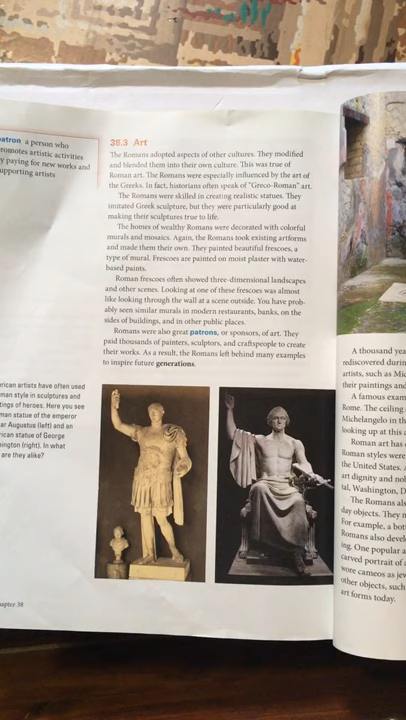 atron a person who
romotes artistic activities
y paying for new works and
upporting artists
38.3 Art
The Romans adopted aspects of other cultures. They modified
and blended them into their own culture. This was true of
Roman art. The Romans were especially influenced by the art of
the Greeks. In fact, historians often speak of "Greco-Roman" art.
The Romans were skilled in creating realistic statues. They
imitated Greek sculpture, but they were particularly good at
making their sculptures true to life.
The homes of wealthy Romans were decorated with colorful
murals and mosaics. Again, the Romans took existing artforms
and made them their own. They painted beautiful frescoes, a
type of mural. Frescoes are painted on moist plaster with water-
based paints.
Roman frescoes often showed three-dimensional landscapes
and other scenes. Looking at one of these frescoes was almost
like looking through the wall at a scene outside. You have prob-
ably seen similar murals in modern restaurants, banks, on the
sides of buildings, and in other public places.
Romans were also great patrons, or sponsors, of art. They
paid thousands of painters, sculptors, and craftspeople to create
their works. As a result, the Romans left behind many examples
to inspire future generations.
rican artists have often used
man style in sculptures and
tings of heroes. Here you see
man statue of the emperor
ar Augustus (left) and an
rican statue of George
ington (right). In what
are they alike?
apter 38
A thousand yea
rediscovered durin
artists, such as Mic
their paintings and
A famous exam
Rome. The ceiling
Michelangelo in th
looking up at this
Roman art has
Roman styles were
the United States.
art dignity and nob
tal, Washington, D
The Romans als
day objects. They m
For example, a bot
Romans also devel
ing. One popular a
carved portrait of a
wore cameos as jew
other objects, such
art forms today.